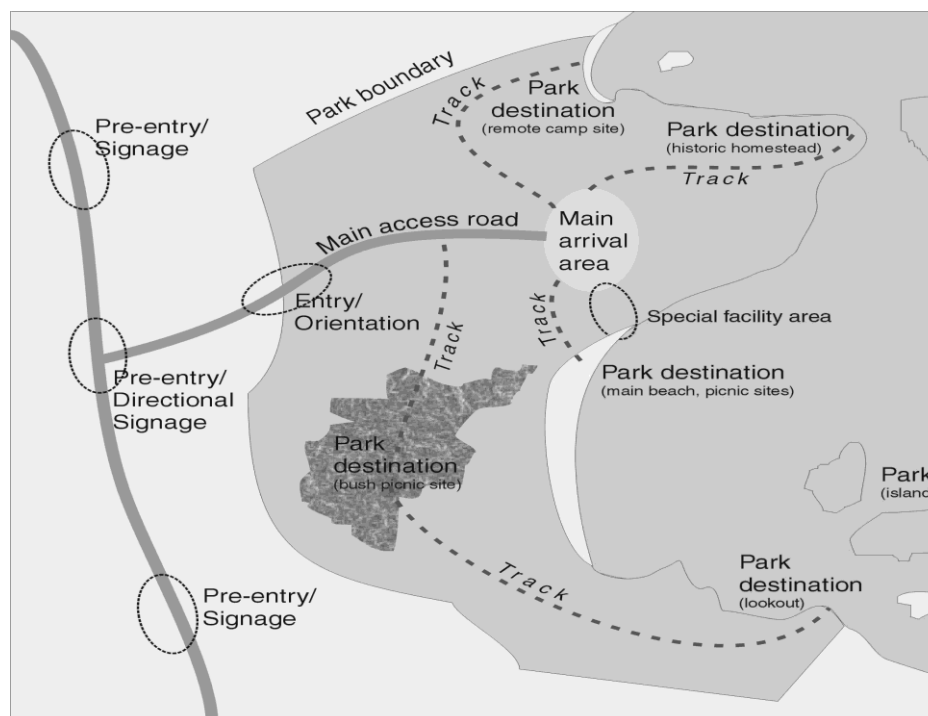 Park boundary
Track
Park
destination
(remote camp site)
Pre-entry/
Signage
Park destination
(historic homestead)
Track
Main access road
Main
arrival
area
Entry/
Orientation
Track
Track
Special facility area
Pre-entry/
Directional
Signage
Park destination
(main beach, picnic sites)
Park
destination
(bush picnic site)
Park
(island
Track
Park
destination
(lookout)
Pre-entry/
Signage